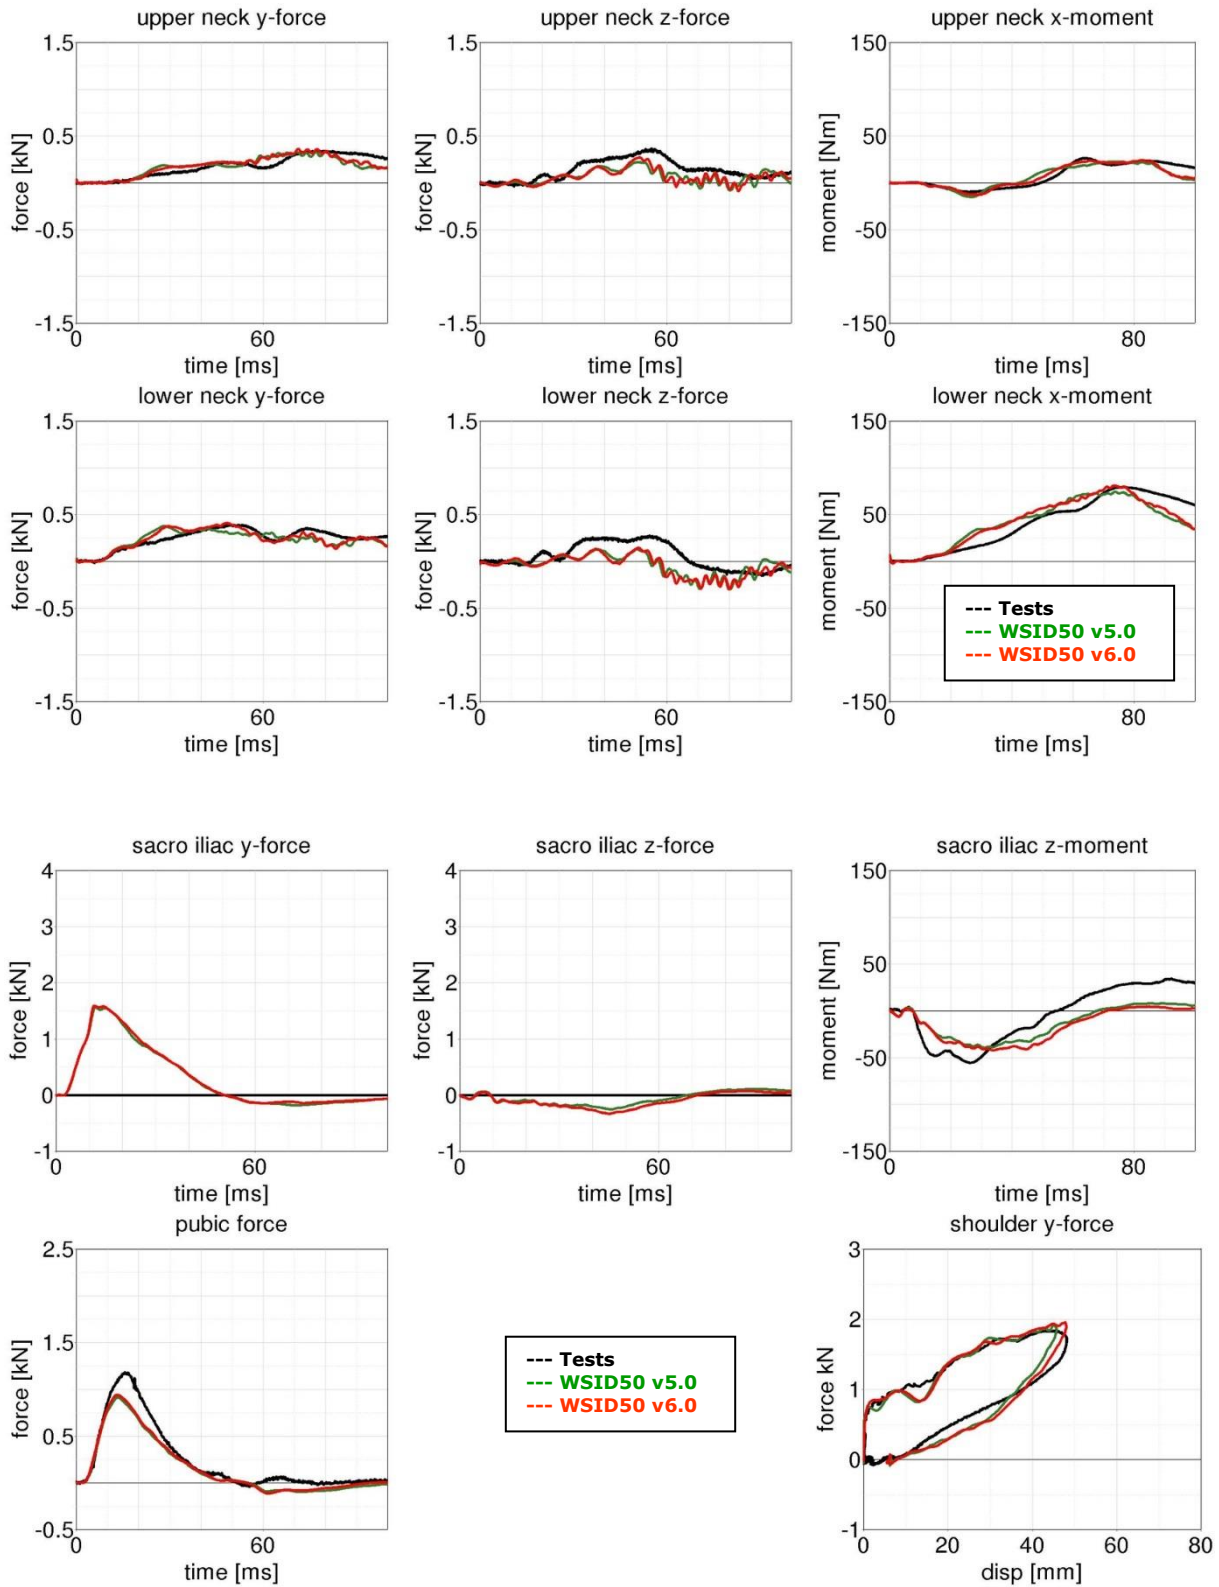 upper neck y-force
upper neck z-force
upper neck x-moment
1.5
0.5
-0.5
-1.5
force [kN]
0
60
time [ms]
1.5
0.5
-0.5
-1.5
force [kN]
0
60
time [ms]
150
50
-50
-150
moment [Nm]
0
80
time [ms]
lower neck y-force
lower neck z-force
lower neck x-moment
1.5
0.5
-0.5
-1.5
force [kN]
0
60
time [ms]
1.5
0.5
-0.5
-1.5
force [kN]
0
60
time [ms]
150
50
-50
-150
moment [Nm]
0
80
time [ms]
--- Tests
--- WSID50 v5.0
--- WSID50 v6.0
sacro iliac y-force
sacro iliac z-force
sacro iliac z-moment
4
3
2
1
0
-1
force [kN]
0
60
time [ms]
4
3
2
1
0
-1
force [kN]
0
60
time [ms]
150
50
-50
-150
moment [Nm]
0
80
time [ms]
pubic force
shoulder y-force
2.5
1.5
0.5
-0.5
force [kN]
0
60
time [ms]
--- Tests
--- WSID50 v5.0
--- WSID50 v6.0
3
2
1
0
-1
force kN
0
20
40
60
80
disp [mm]